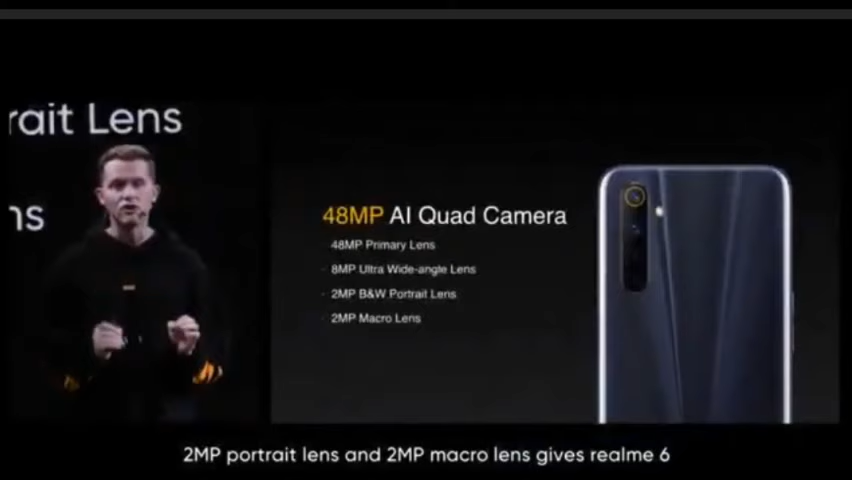 rait Lens
ns
48MP AI Quad Camera
48MP Primary Lens
· 8MP Ultra Wide-angle Lens
· 2MP B&W Portrait Lens
· 2MP Macro Lens
2MP portrait lens and 2MP macro lens gives realme 6